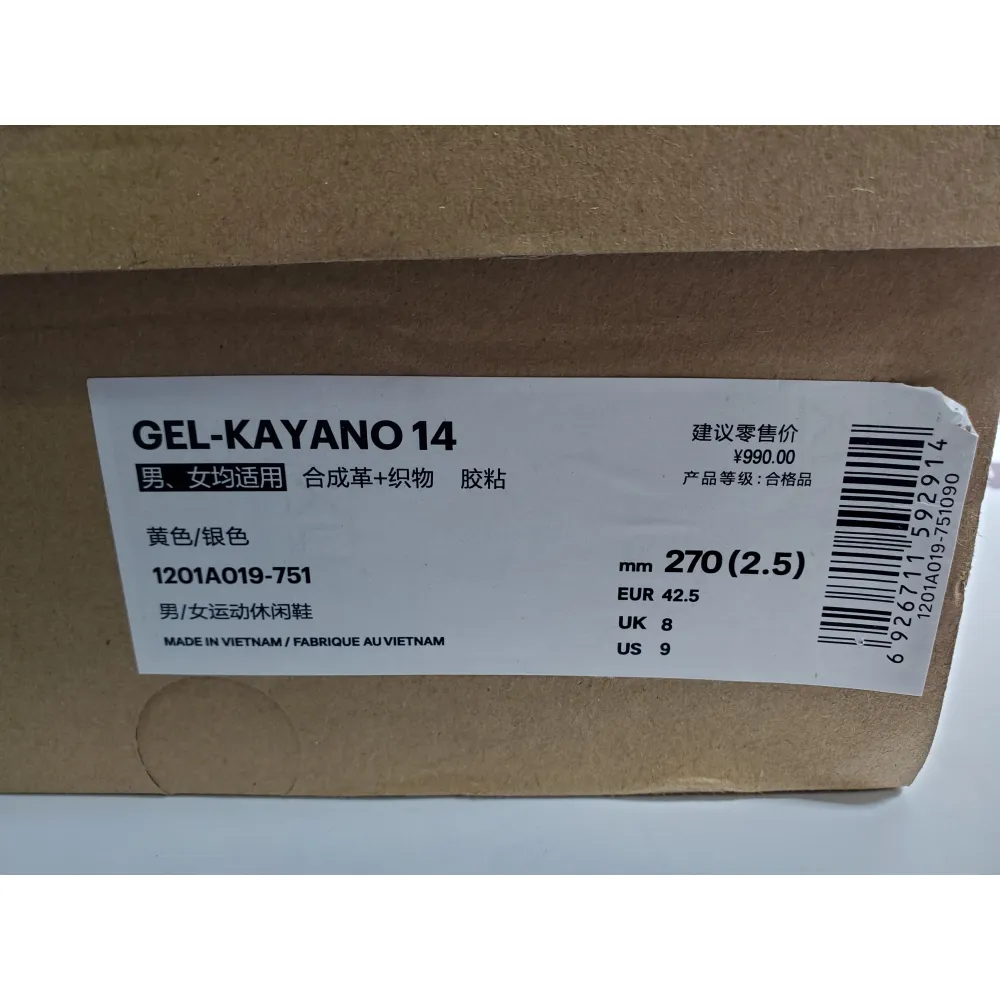 GEL-KAYANO 14
男、女均适用 合成革+织物 胶粘
黄色/银色
1201A019-751
男/女运动休闲鞋
MADE IN VIETNAM / FABRIQUE AU VIETNAM
建议零售价
¥990.00
产品等级:合格品
mm 270(2.5)
EUR 42.5
UK 8
US 9
6926711592914
1201A019-751090